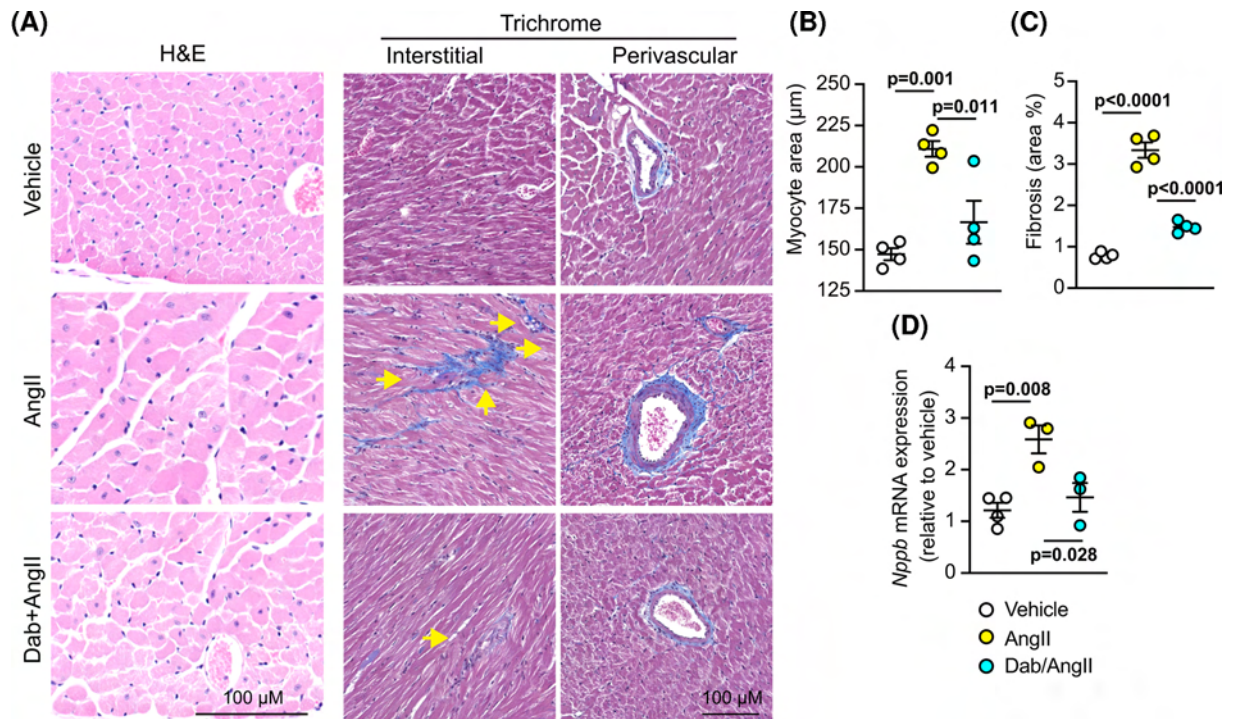 (A)
H&E
Trichrome
Interstitial
Perivascular
Vehicle
AngII
Dab+AngII
100 µM
100 µM
(B)
Myocyte area (µm)
250
225
200
175
150
125
p=0.001
p=0.011
(C)
Fibrosis (area %)
5
4
3
2
1
0
p<0.0001
p<0.0001
(D)
Nppb mRNA expression
(relative to vehicle)
4
3
2
1
0
p=0.008
p=0.028
Vehicle
AngII
Dab/AngII